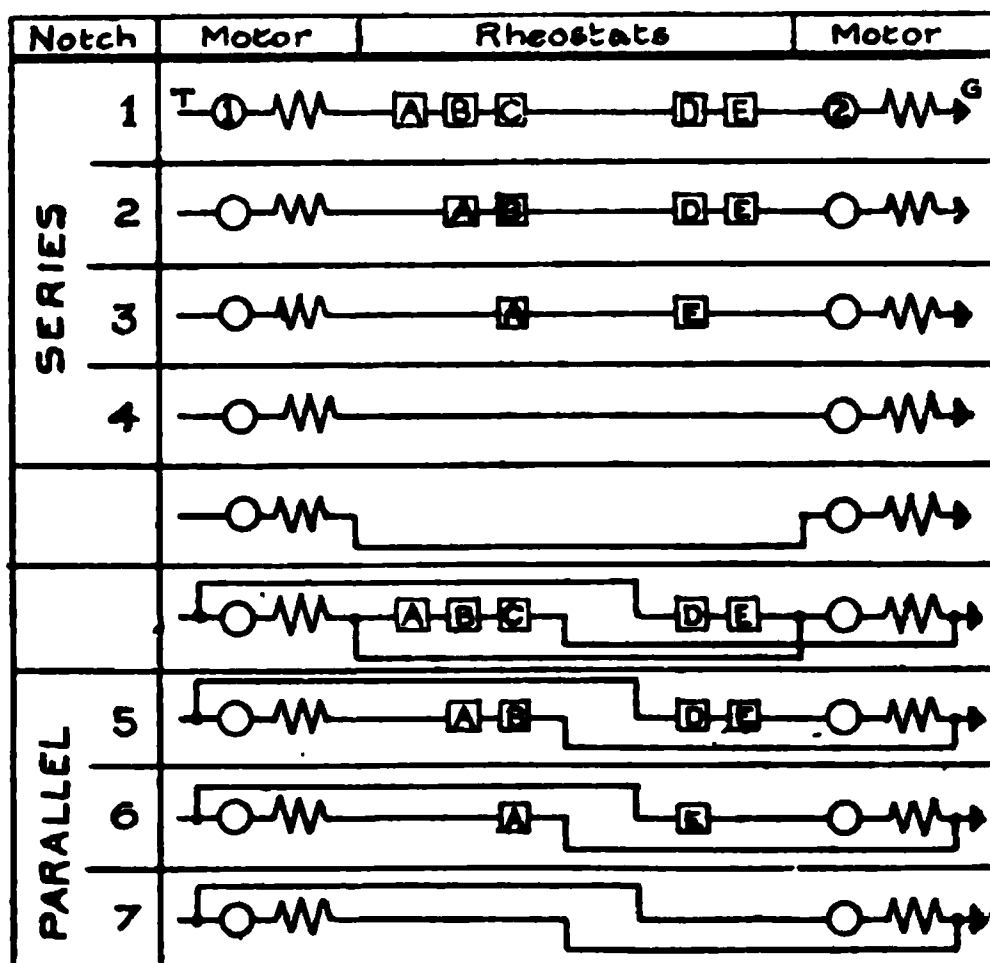 Notch Motor Rheostats Motor
SERIES
1 T 1 A B C D E 2 G
2 A B D E
3 A E
4
A B C D E
PARALLEL
5 A B D E
6 A E
7